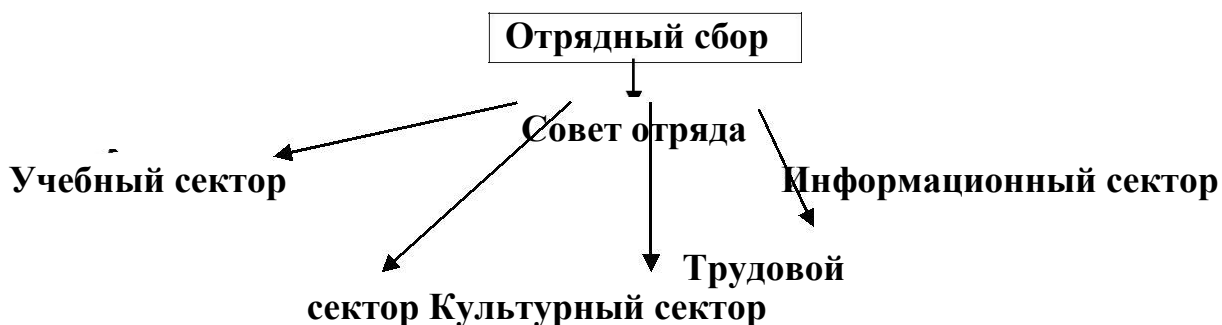 Отрядный сбор
Совет отряда
Учебный сектор
Информационный сектор
Трудовой
сектор Культурный сектор